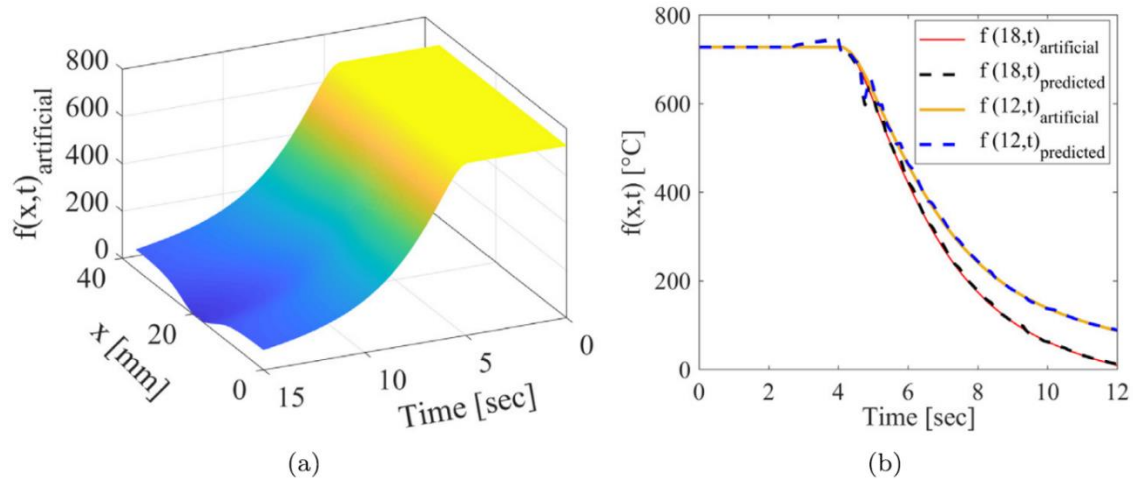 f(x,t)artificial
800
600
400
200
0
40
20
0
x [mm]
15
10
5
0
Time [sec]
(a)
800
600
400
200
0
f(x,t) [°C]
0 2 4 6 8 10 12
Time [sec]
f (18,t)artificial
f (18,t)predicted
f (12,t)artificial
f (12,t)predicted
(b)